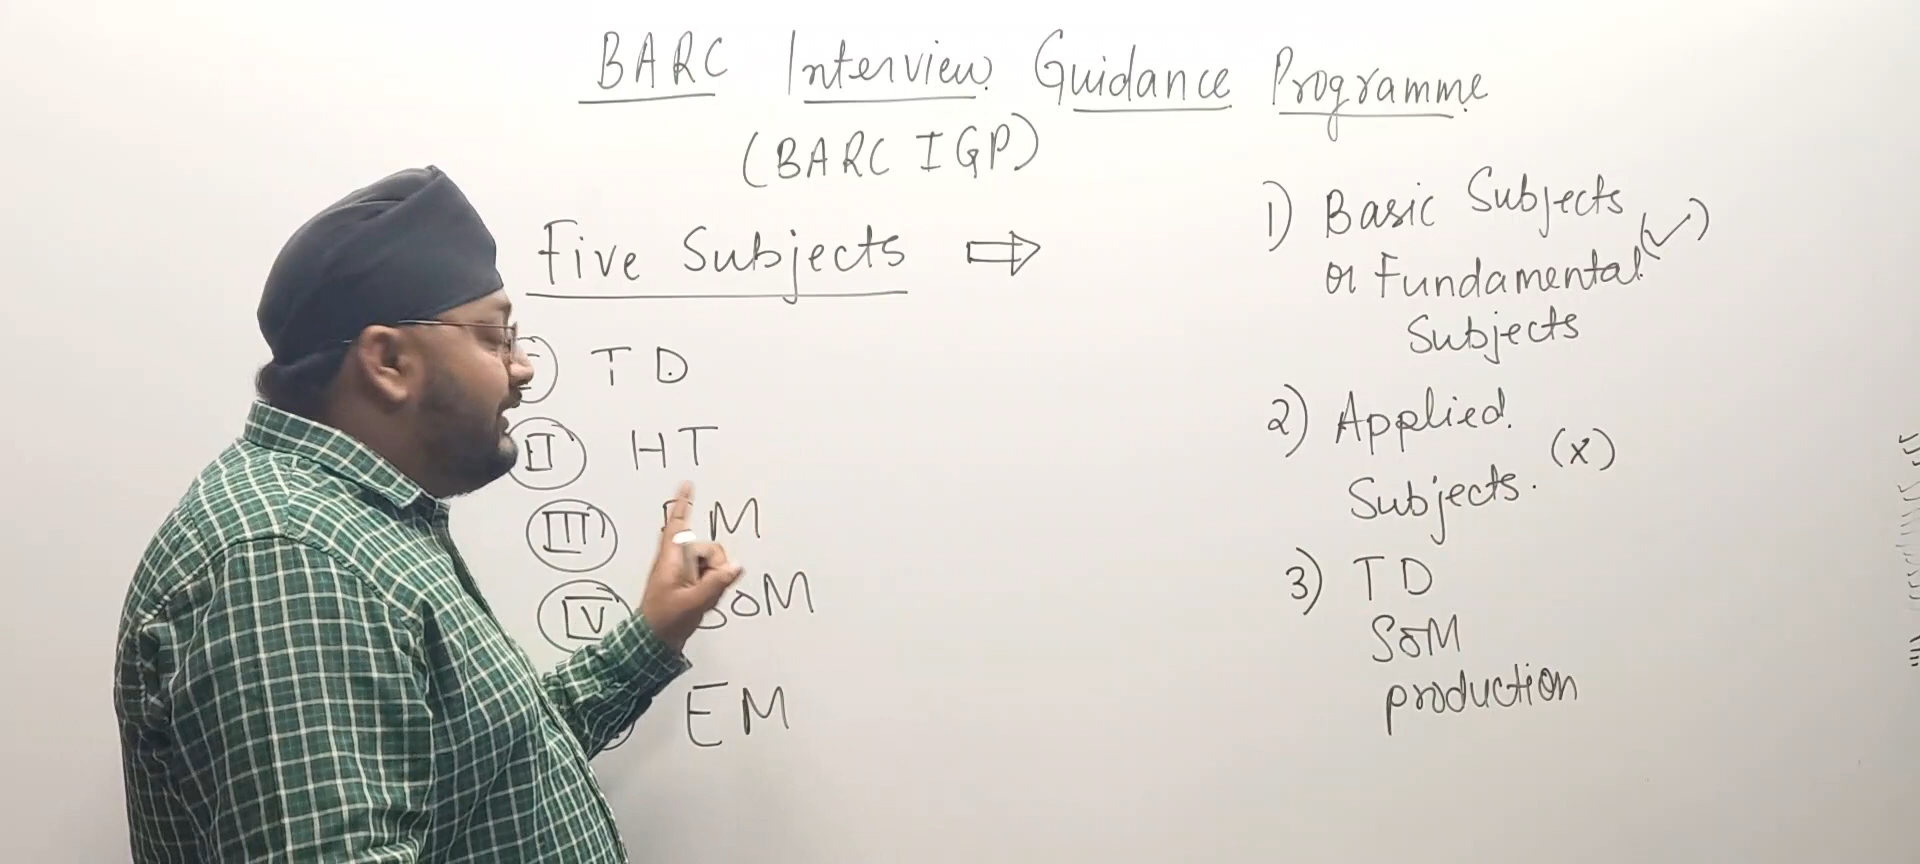 BARC Interview Guidance Programme
(BARC IGP)
Five Subjects ⇒
TD
II HT
III M
IV SOM
EM
1) Basic Subjects
or Fundamental (✓)
Subjects
2) Applied
Subjects. (x)
3) TD
SOM
production